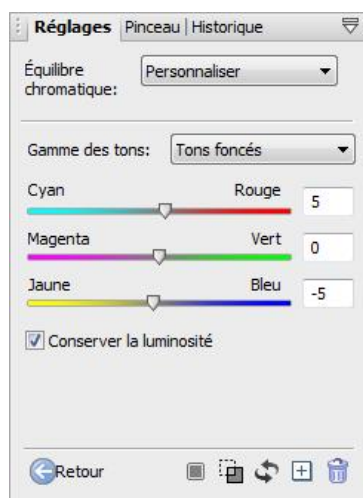 Réglages Pinceau | Historique
Équilibre chromatique: Personnaliser
Gamme des tons: Tons foncés
Cyan Rouge 5
Magenta Vert 0
Jaune Bleu -5
Conserver la luminosité
Retour